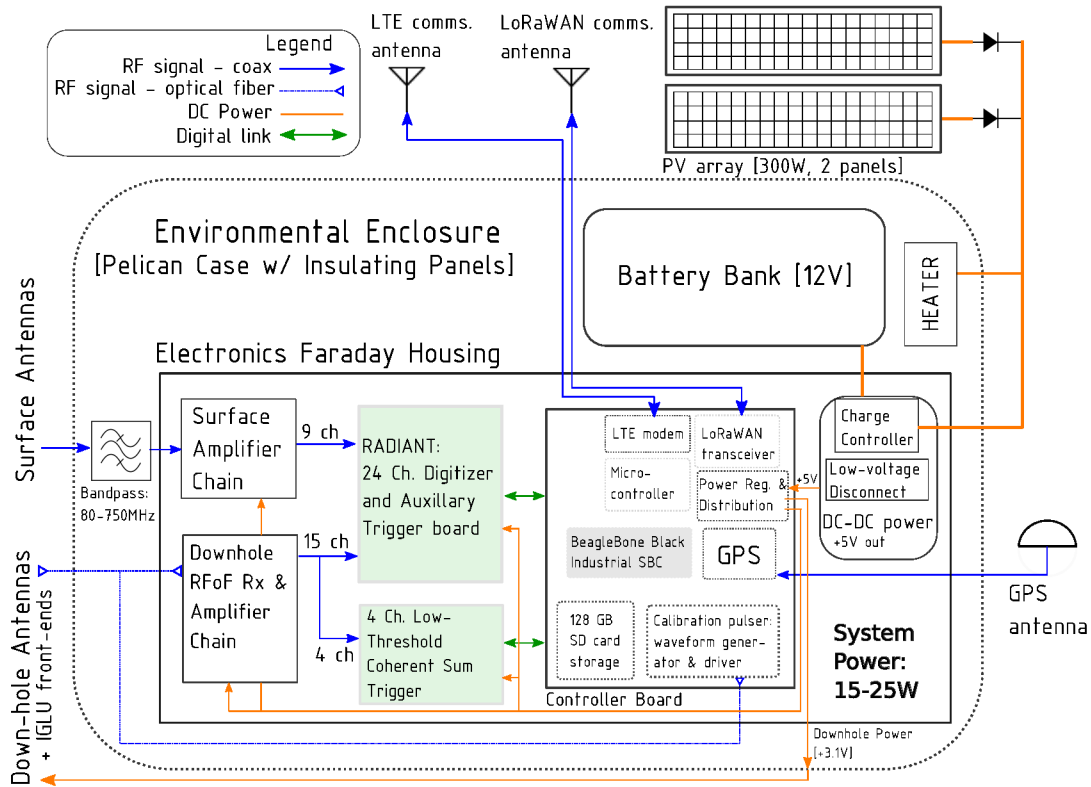 Legend
RF signal - coax
RF signal - optical fiber
DC Power
Digital link
LTE comms.
antenna
LoRaWAN comms.
antenna
PV array [300W, 2 panels]
Environmental Enclosure
[Pelican Case w/ Insulating Panels]
Battery Bank [12V]
HEATER
Electronics Faraday Housing
Surface Antennas
Bandpass:
80-750MHz
Surface
Amplifier
Chain
9 ch
RADIANT:
24 Ch. Digitizer
and Auxillary
Trigger board
LTE modem
LoRaWAN
transceiver
Micro-
controller
Power Reg. &
Distribution
+5V
Charge
Controller
Low-voltage
Disconnect
DC-DC power
+5V out
Down-hole Antennas
+ IGLU front-ends
Downhole
RFoF Rx &
Amplifier
Chain
15 ch
4 ch
4 Ch. Low-
Threshold
Coherent Sum
Trigger
BeagleBone Black
Industrial SBC
GPS
128 GB
SD card
storage
Calibration pulser:
waveform gener-
ator & driver
Controller Board
System
Power:
15-25W
GPS
antenna
Downhole Power
[+3.1V]